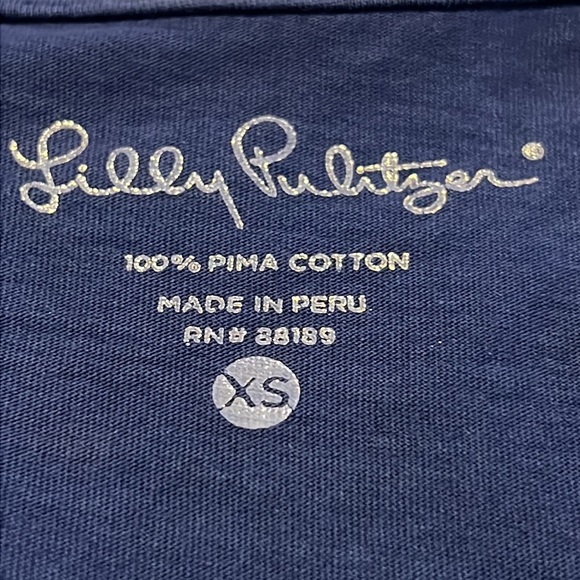 Lilly Pulitzer®
100% PIMA COTTON
MADE IN PERU
RN# 88189
XS